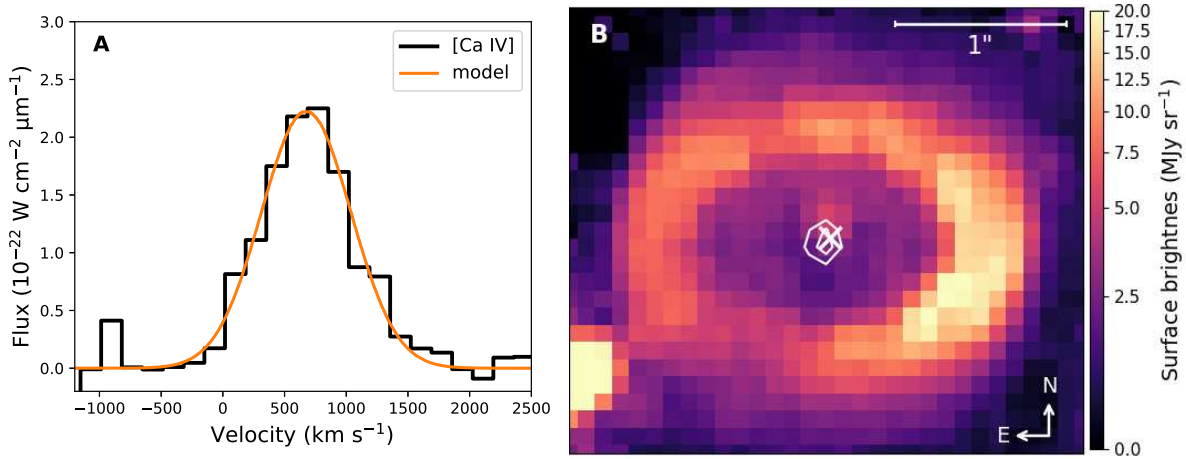 A
[Ca IV]
model
3.0
2.5
2.0
1.5
1.0
0.5
0.0
Flux (10⁻²² W cm⁻² μm⁻¹)
−1000
−500
0
500
1000
1500
2000
2500
Velocity (km s⁻¹)
B
1"
N
E
20.0
17.5
15.0
12.5
10.0
7.5
5.0
2.5
0.0
Surface brightnes (MJy sr⁻¹)